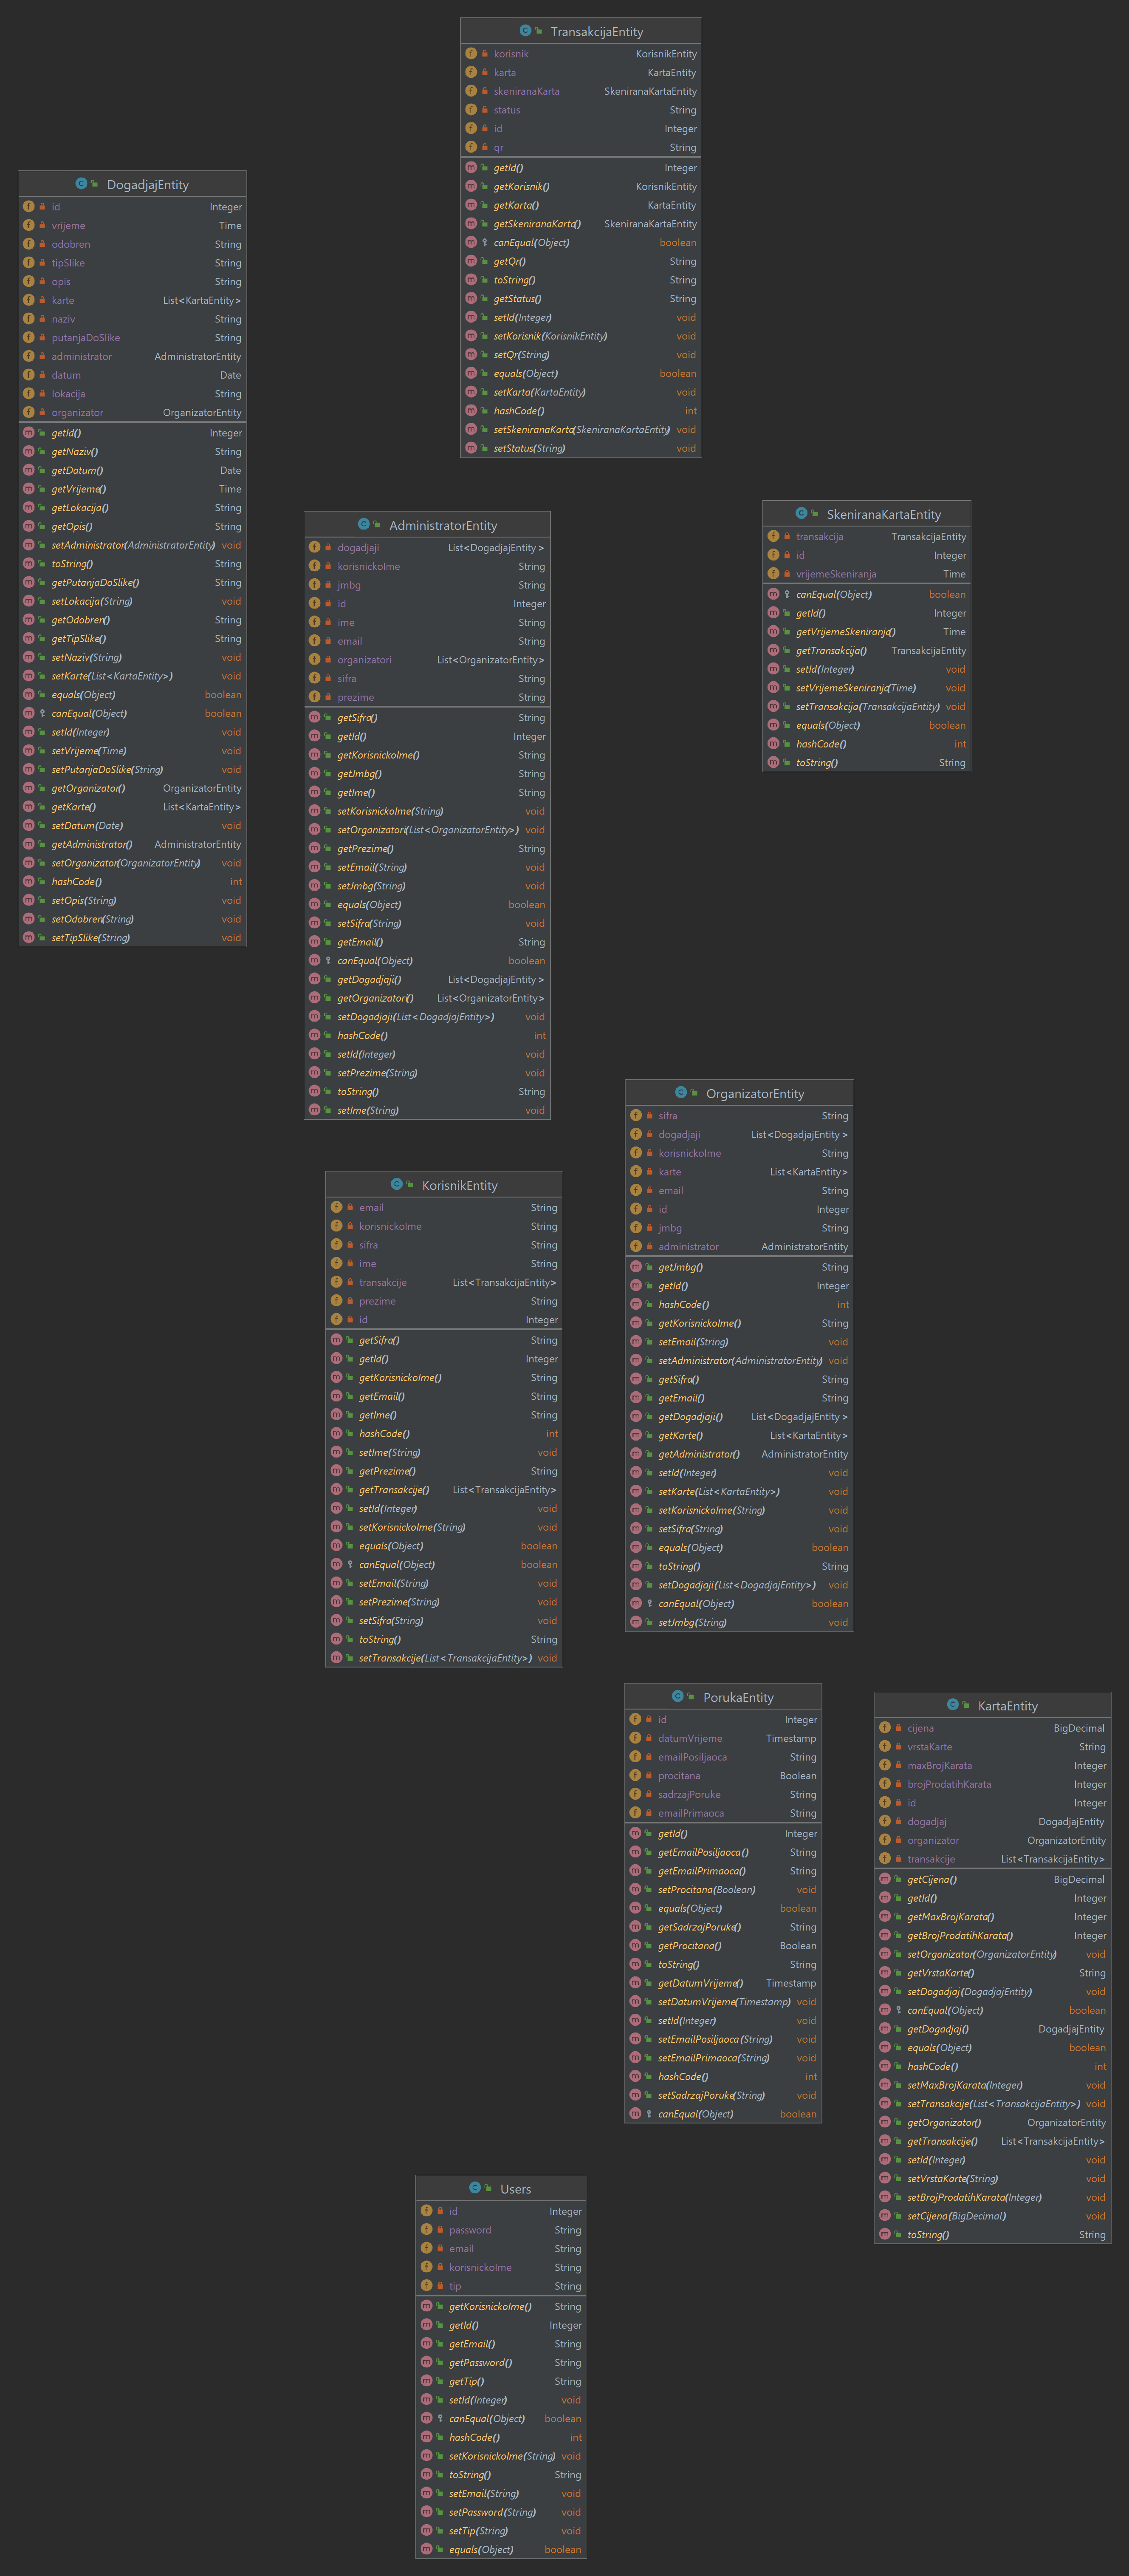 TransakcijaEntity
korisnik KorisnikEntity
karta KartaEntity
skeniranaKarta SkeniranaKartaEntity
status String
id Integer
qr String
getId() Integer
getKorisnik() KorisnikEntity
getKarta() KartaEntity
getSkeniranaKarta() SkeniranaKartaEntity
canEqual(Object) boolean
getQr() String
toString() String
getStatus() String
setId(Integer) void
setKorisnik(KorisnikEntity) void
setQr(String) void
equals(Object) boolean
setKarta(KartaEntity) void
hashCode() int
setSkeniranaKarta(SkeniranaKartaEntity) void
setStatus(String) void
DogadjajEntity
id Integer
vrijeme Time
odobren String
tipSlike String
opis String
karte List<KartaEntity>
naziv String
putanjaDoSlike String
administrator AdministratorEntity
datum Date
lokacija String
organizator OrganizatorEntity
getId() Integer
getNaziv() String
getDatum() Date
getVrijeme() Time
getLokacija() String
getOpis() String
setAdministrator(AdministratorEntity) void
toString() String
getPutanjaDoSlike() String
setLokacija(String) void
getOdobren() String
getTipSlike() String
setNaziv(String) void
setKarte(List<KartaEntity>) void
equals(Object) boolean
canEqual(Object) boolean
setId(Integer) void
setVrijeme(Time) void
setPutanjaDoSlike(String) void
getOrganizator() OrganizatorEntity
getKarte() List<KartaEntity>
setDatum(Date) void
getAdministrator() AdministratorEntity
setOrganizator(OrganizatorEntity) void
hashCode() int
setOpis(String) void
setOdobren(String) void
setTipSlike(String) void
AdministratorEntity
dogadjaji List<DogadjajEntity>
korisnickoIme String
jmbg String
id Integer
ime String
email String
organizatori List<OrganizatorEntity>
sifra String
prezime String
getSifra() String
getId() Integer
getKorisnickoIme() String
getJmbg() String
getIme() String
setKorisnickoIme(String) void
setOrganizatori(List<OrganizatorEntity>) void
getPrezime() String
setEmail(String) void
setJmbg(String) void
equals(Object) boolean
setSifra(String) void
getEmail() String
canEqual(Object) boolean
getDogadjaji() List<DogadjajEntity>
getOrganizatori() List<OrganizatorEntity>
setDogadjaji(List<DogadjajEntity>) void
hashCode() int
setId(Integer) void
setPrezime(String) void
toString() String
setIme(String) void
SkeniranaKartaEntity
transakcija TransakcijaEntity
id Integer
vrijemeSkeniranja Time
canEqual(Object) boolean
getId() Integer
getVrijemeSkeniranja() Time
getTransakcija() TransakcijaEntity
setId(Integer) void
setVrijemeSkeniranja(Time) void
setTransakcija(TransakcijaEntity) void
equals(Object) boolean
hashCode() int
toString() String
OrganizatorEntity
sifra String
dogadjaji List<DogadjajEntity>
korisnickoIme String
karte List<KartaEntity>
email String
id Integer
jmbg String
administrator AdministratorEntity
getJmbg() String
getId() Integer
hashCode() int
getKorisnickoIme() String
setEmail(String) void
setAdministrator(AdministratorEntity) void
getSifra() String
getEmail() String
getDogadjaji() List<DogadjajEntity>
getKarte() List<KartaEntity>
getAdministrator() AdministratorEntity
setId(Integer) void
setKarte(List<KartaEntity>) void
setKorisnickoIme(String) void
setSifra(String) void
equals(Object) boolean
toString() String
setDogadjaji(List<DogadjajEntity>) void
canEqual(Object) boolean
setJmbg(String) void
KorisnikEntity
email String
korisnickoIme String
sifra String
ime String
transakcije List<TransakcijaEntity>
prezime String
id Integer
getSifra() String
getId() Integer
getKorisnickoIme() String
getEmail() String
getIme() String
hashCode() int
setIme(String) void
getPrezime() String
getTransakcije() List<TransakcijaEntity>
setId(Integer) void
setKorisnickoIme(String) void
equals(Object) boolean
canEqual(Object) boolean
setEmail(String) void
setPrezime(String) void
setSifra(String) void
toString() String
setTransakcije(List<TransakcijaEntity>) void
PorukaEntity
id Integer
datumVrijeme Timestamp
emailPosiljaoca String
procitana Boolean
sadrzajPoruke String
emailPrimaoca String
getId() Integer
getEmailPosiljaoca() String
getEmailPrimaoca() String
setProcitana(Boolean) void
equals(Object) boolean
getSadrzajPoruke() String
getProcitana() Boolean
toString() String
getDatumVrijeme() Timestamp
setDatumVrijeme(Timestamp) void
setId(Integer) void
setEmailPosiljaoca(String) void
setEmailPrimaoca(String) void
hashCode() int
setSadrzajPoruke(String) void
canEqual(Object) boolean
KartaEntity
cijena BigDecimal
vrstaKarte String
maxBrojKarata Integer
brojProdatihKarata Integer
id Integer
dogadjaj DogadjajEntity
organizator OrganizatorEntity
transakcije List<TransakcijaEntity>
getCijena() BigDecimal
getId() Integer
getMaxBrojKarata() Integer
getBrojProdatihKarata() Integer
setOrganizator(OrganizatorEntity) void
getVrstaKarte() String
setDogadjaj(DogadjajEntity) void
canEqual(Object) boolean
getDogadjaj() DogadjajEntity
equals(Object) boolean
hashCode() int
setMaxBrojKarata(Integer) void
setTransakcije(List<TransakcijaEntity>) void
getOrganizator() OrganizatorEntity
getTransakcije() List<TransakcijaEntity>
setId(Integer) void
setVrstaKarte(String) void
setBrojProdatihKarata(Integer) void
setCijena(BigDecimal) void
toString() String
Users
id Integer
password String
email String
korisnickoIme String
tip String
getKorisnickoIme() String
getId() Integer
getEmail() String
getPassword() String
getTip() String
setId(Integer) void
canEqual(Object) boolean
hashCode() int
setKorisnickoIme(String) void
toString() String
setEmail(String) void
setPassword(String) void
setTip(String) void
equals(Object) boolean